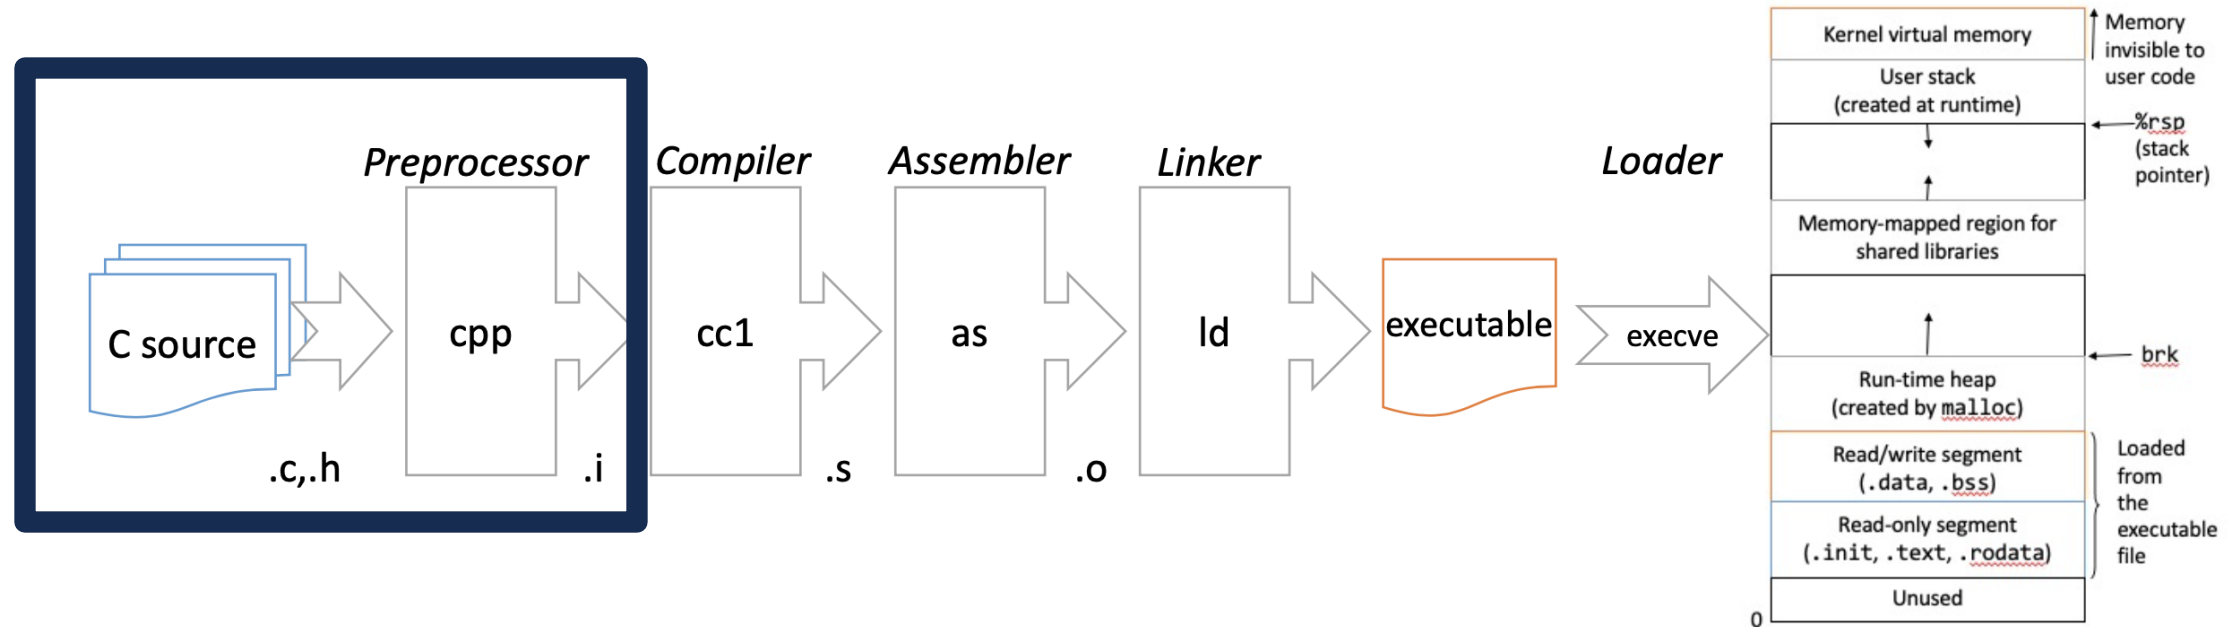 Preprocessor
Compiler
Assembler
Linker
Loader
C source
cpp
cc1
as
ld
executable
execve
.c,.h
.i
.s
.o
Kernel virtual memory
Memory
invisible to
user code
User stack
(created at runtime)
%rsp
(stack
pointer)
Memory-mapped region for
shared libraries
brk
Run-time heap
(created by malloc)
Read/write segment
(.data, .bss)
Read-only segment
(.init, .text, .rodata)
Loaded
from
the
executable
file
Unused
0